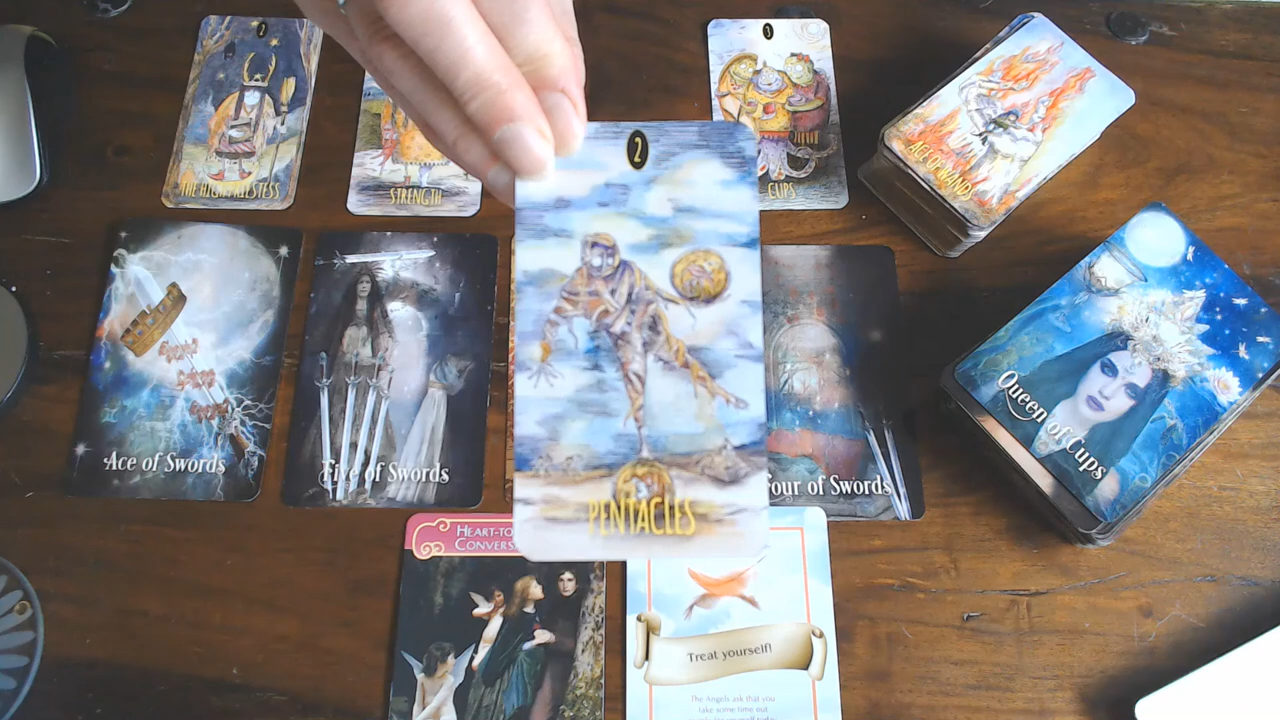 2
THE HIGH PRIESTESS
STRENGTH
3
CUPS
ACE OF WANDS
2
PENTACLES
Ace of Swords
Five of Swords
Four of Swords
Queen of Cups
HEART-TO
CONVERS
Treat yourself!
The Angels ask that you
take some time out